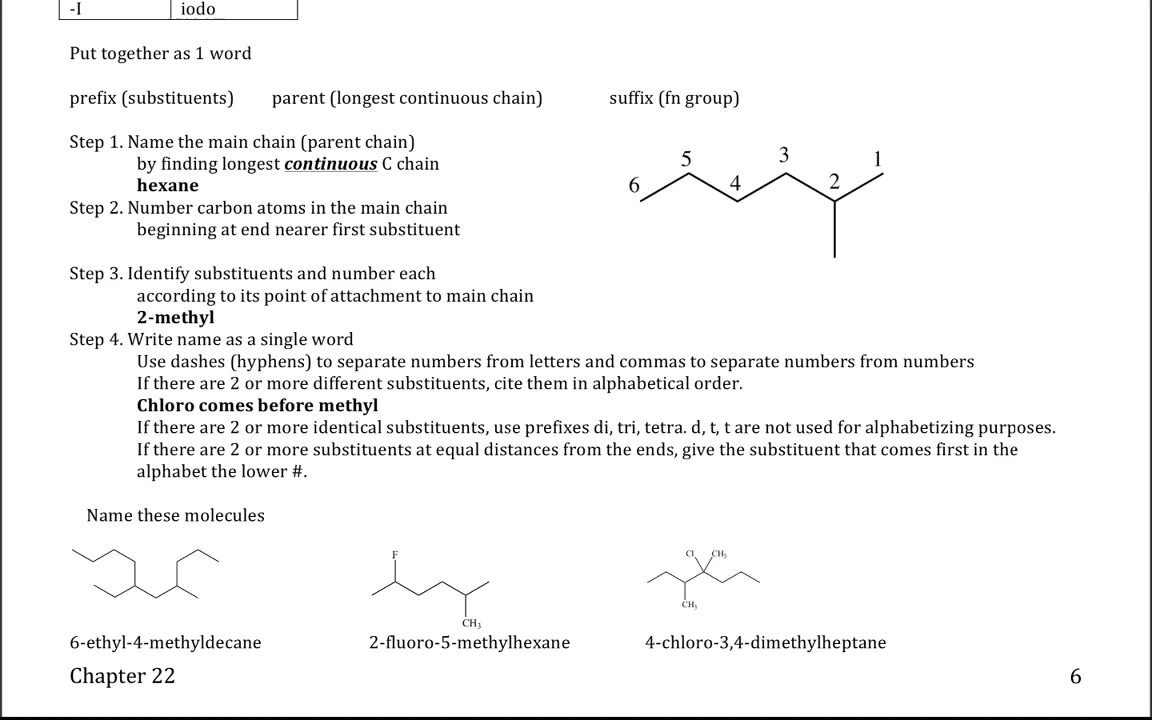 -I iodo
Put together as 1 word
prefix (substituents) parent (longest continuous chain) suffix (fn group)
Step 1. Name the main chain (parent chain)
by finding longest continuous C chain
hexane
Step 2. Number carbon atoms in the main chain
beginning at end nearer first substituent
6 5 4 3 2 1
Step 3. Identify substituents and number each
according to its point of attachment to main chain
2-methyl
Step 4. Write name as a single word
Use dashes (hyphens) to separate numbers from letters and commas to separate numbers from numbers
If there are 2 or more different substituents, cite them in alphabetical order.
Chloro comes before methyl
If there are 2 or more identical substituents, use prefixes di, tri, tetra. d, t, t are not used for alphabetizing purposes.
If there are 2 or more substituents at equal distances from the ends, give the substituent that comes first in the
alphabet the lower #.
Name these molecules
F
CH3
Cl CH3
CH3
6-ethyl-4-methyldecane 2-fluoro-5-methylhexane 4-chloro-3,4-dimethylheptane
Chapter 22 6